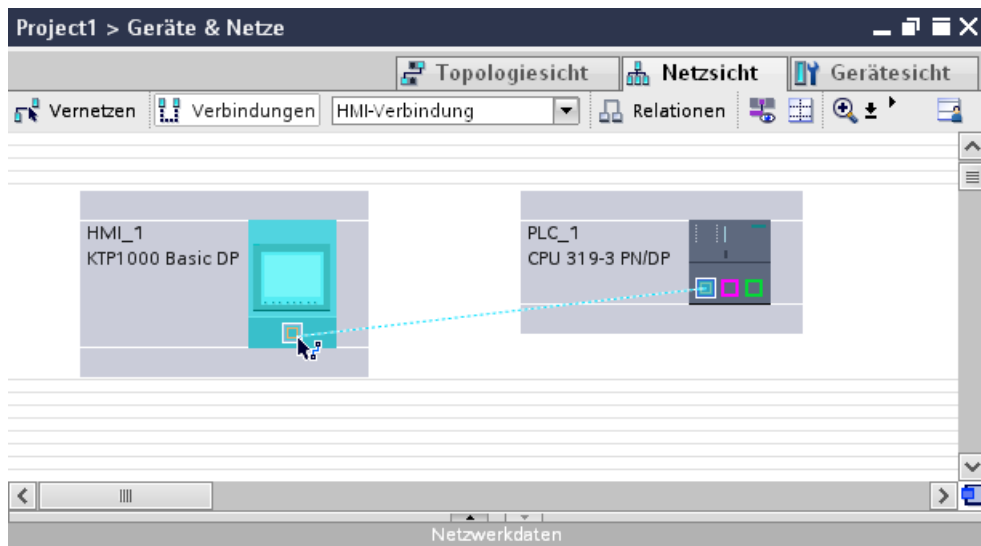 Project1 > Geräte & Netze
Topologiesicht Netzsicht Gerätesicht
Vernetzen Verbindungen HMI-Verbindung Relationen
HMI_1
KTP1000 Basic DP
PLC_1
CPU 319-3 PN/DP
Netzwerkdaten